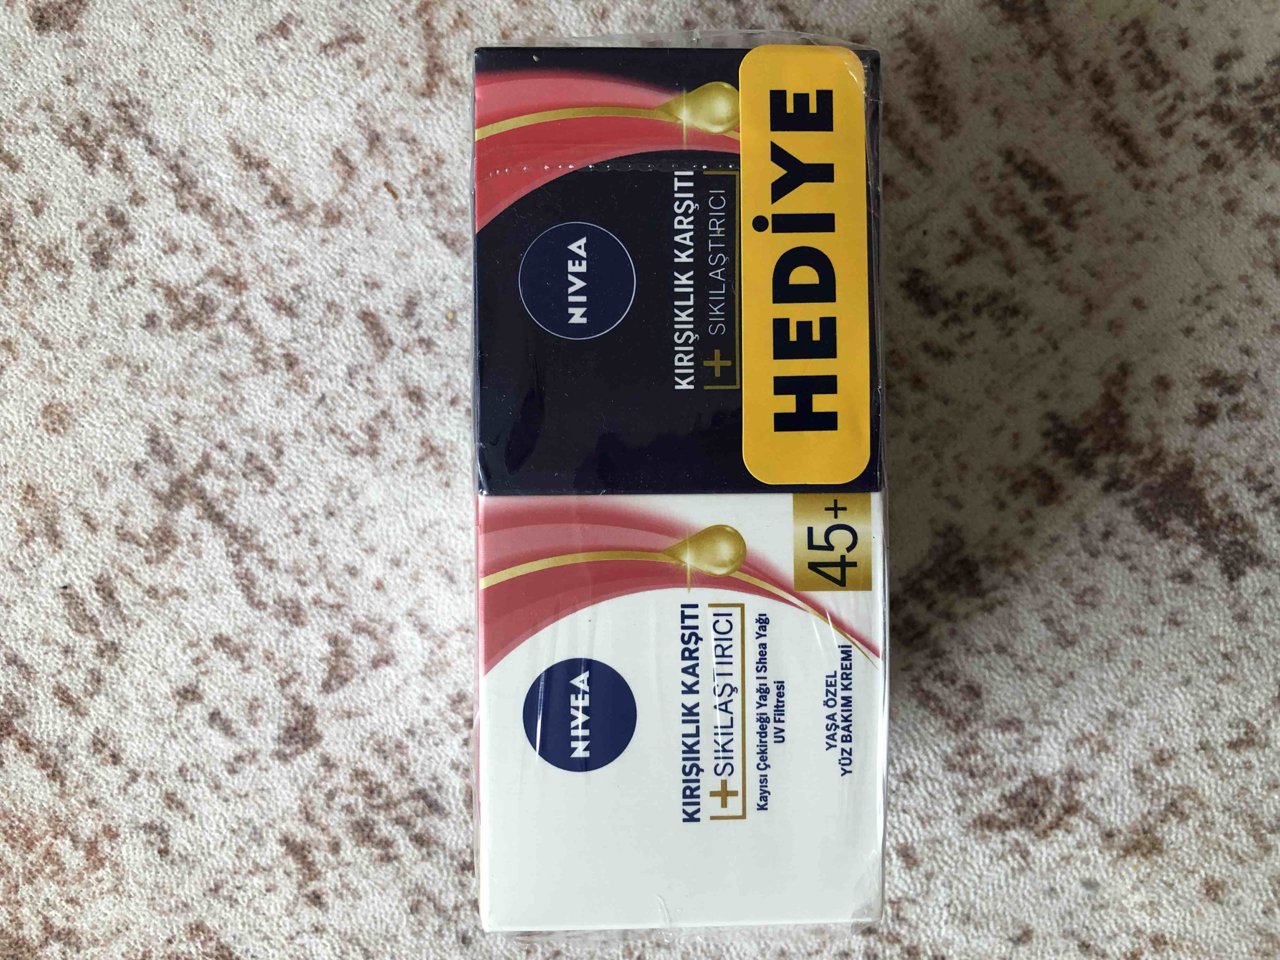 NIVEA
KIRIŞIKLIK KARŞITI
+ SIKILAŞTIRICI
Kayısı Çekirdeği Yağı | Shea Yağı
UV Filtresi
YAŞA ÖZEL
YÜZ BAKIM KREMİ
45+
NIVEA
KIRIŞIKLIK KARŞITI
+ SIKILAŞTIRICI
HEDİYE